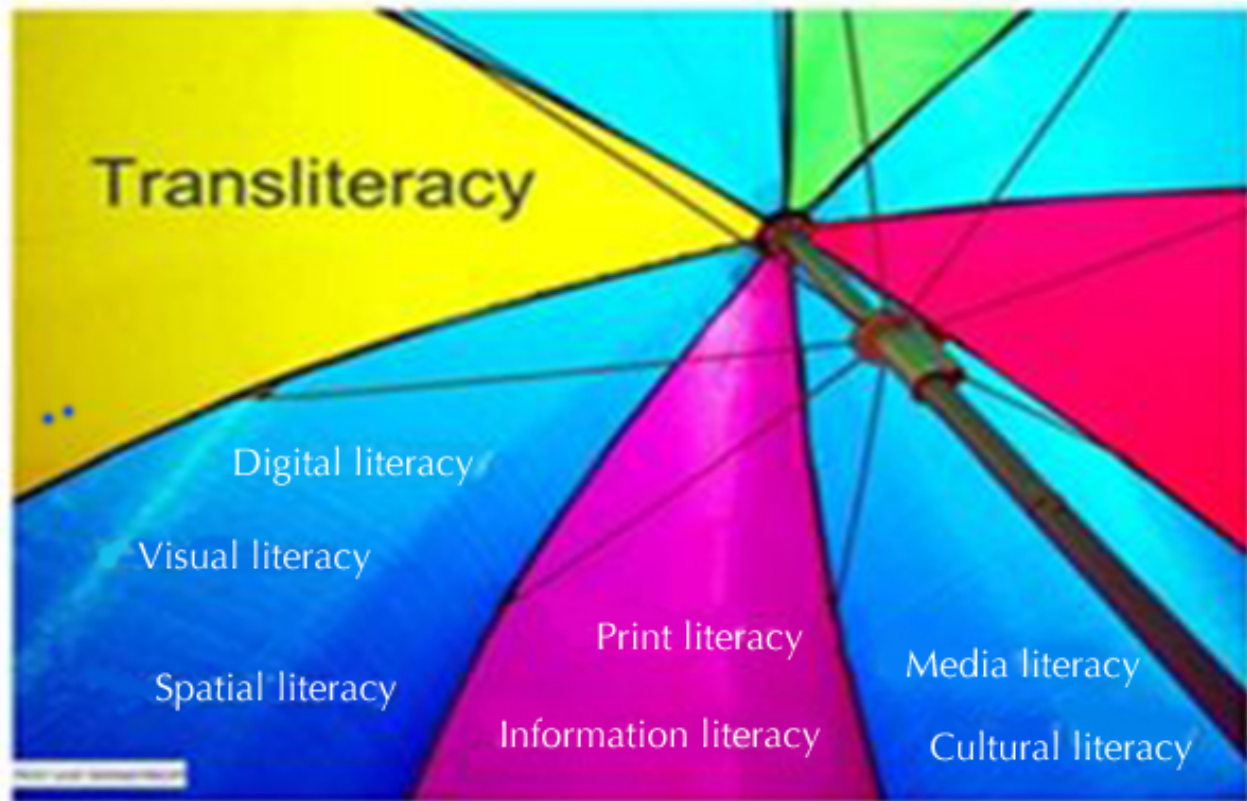 Transliteracy
Digital literacy
Visual literacy
Spatial literacy
Print literacy
Information literacy
Media literacy
Cultural literacy